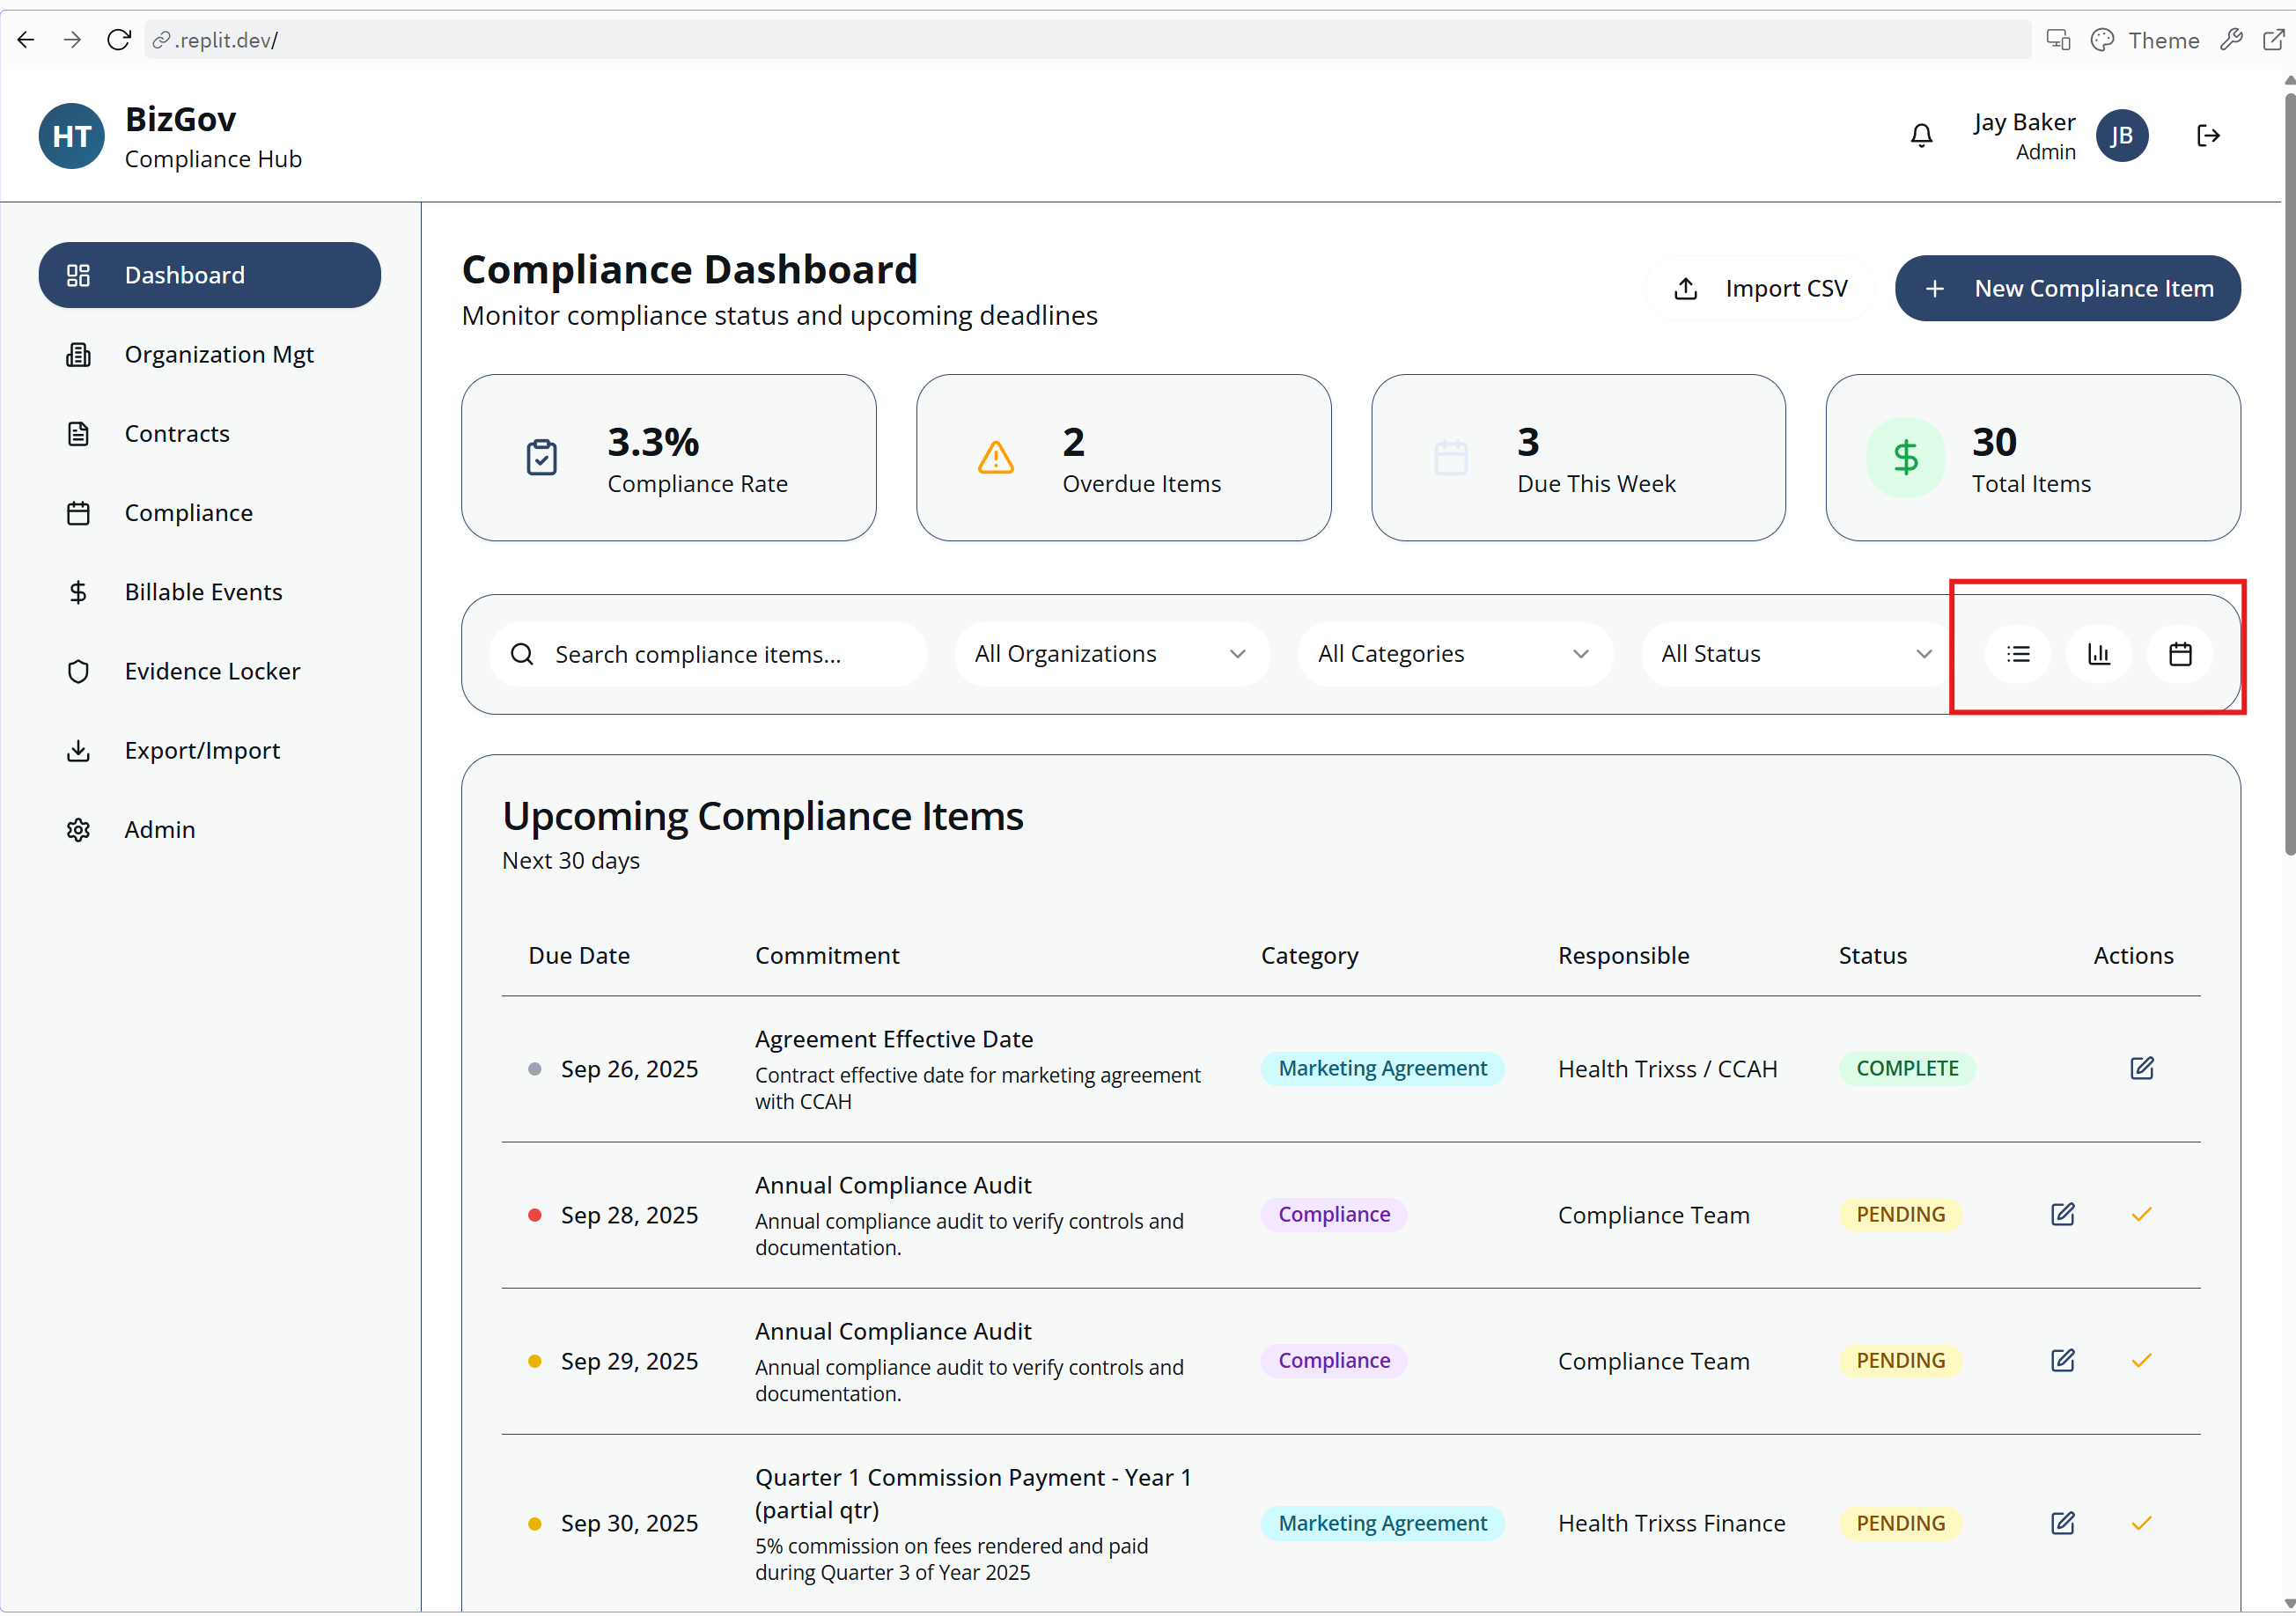 .replit.dev/
Theme
HT
BizGov
Compliance Hub
Jay Baker
Admin
JB
Dashboard
Organization Mgt
Contracts
Compliance
Billable Events
Evidence Locker
Export/Import
Admin
Compliance Dashboard
Monitor compliance status and upcoming deadlines
Import CSV
New Compliance Item
3.3%
Compliance Rate
2
Overdue Items
3
Due This Week
30
Total Items
Search compliance items...
All Organizations
All Categories
All Status
Upcoming Compliance Items
Next 30 days
Due Date Commitment Category Responsible Status Actions
Sep 26, 2025
Agreement Effective Date
Contract effective date for marketing agreement
with CCAH
Marketing Agreement
Health Trixss / CCAH
COMPLETE
Sep 28, 2025
Annual Compliance Audit
Annual compliance audit to verify controls and
documentation.
Compliance
Compliance Team
PENDING
Sep 29, 2025
Annual Compliance Audit
Annual compliance audit to verify controls and
documentation.
Compliance
Compliance Team
PENDING
Sep 30, 2025
Quarter 1 Commission Payment - Year 1
(partial qtr)
5% commission on fees rendered and paid
during Quarter 3 of Year 2025
Marketing Agreement
Health Trixss Finance
PENDING